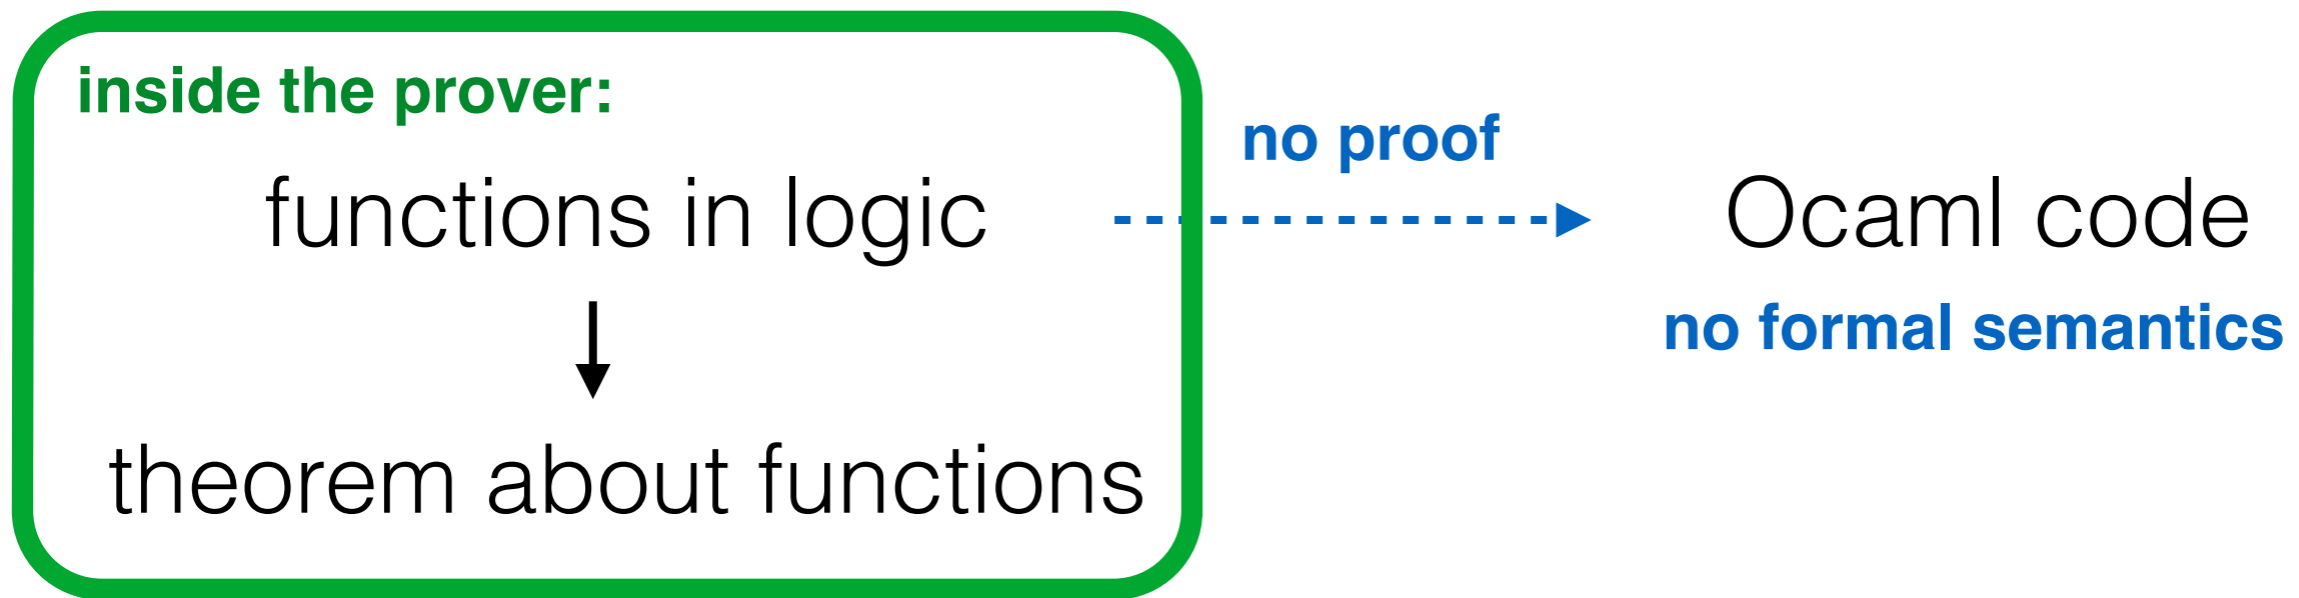 inside the prover:
no proof
functions in logic
Ocaml code
no formal semantics
theorem about functions